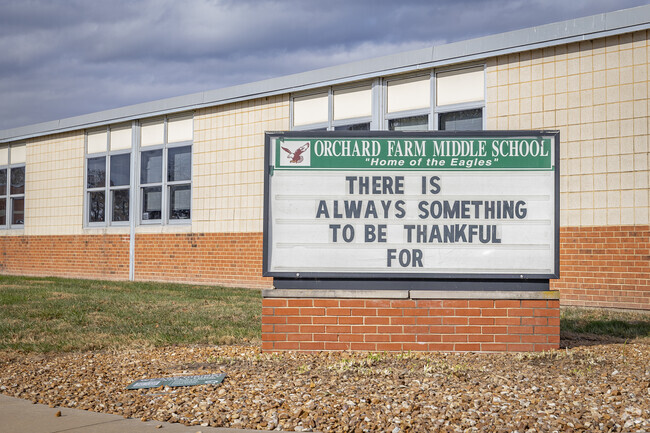 ORCHARD FARM MIDDLE SCHOOL
"Home of the Eagles"
THERE IS
ALWAYS SOMETHING
TO BE THANKFUL
FOR